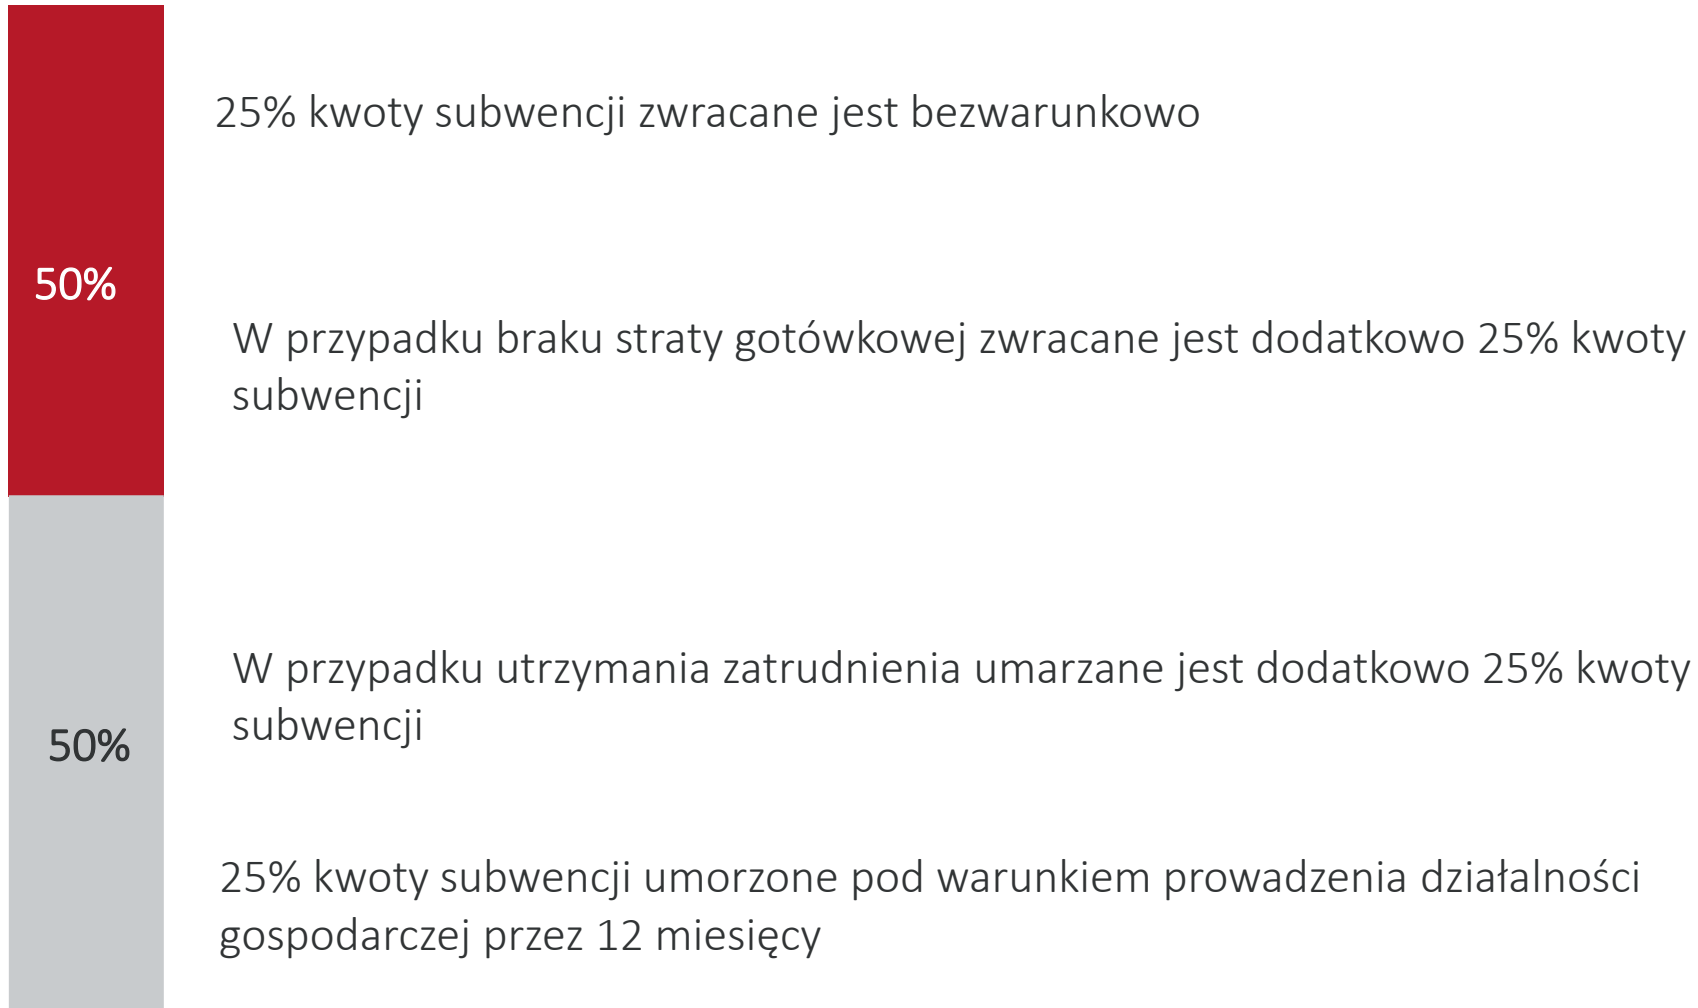 25% kwoty subwencji zwracane jest bezwarunkowo
50%
W przypadku braku straty gotówkowej zwracane jest dodatkowo 25% kwoty
subwencji
W przypadku utrzymania zatrudnienia umarzane jest dodatkowo 25% kwoty
subwencji
50%
25% kwoty subwencji umorzone pod warunkiem prowadzenia działalności
gospodarczej przez 12 miesięcy